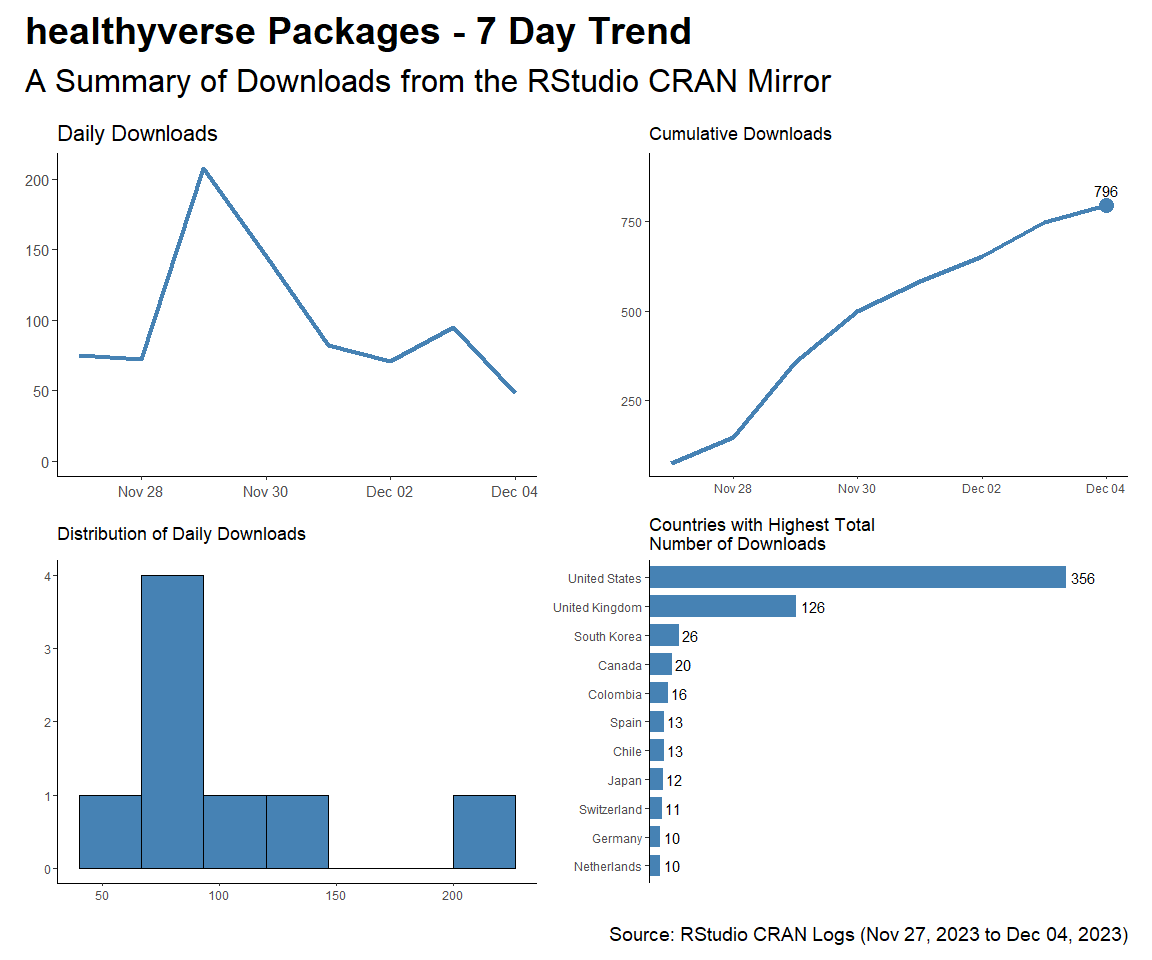 healthyverse Packages - 7 Day Trend
A Summary of Downloads from the RStudio CRAN Mirror
Daily Downloads
200
150
100
50
0
Nov 28 Nov 30 Dec 02 Dec 04
Cumulative Downloads
796
750
500
250
Nov 28 Nov 30 Dec 02 Dec 04
Distribution of Daily Downloads
4
3
2
1
0
50 100 150 200
Countries with Highest Total
Number of Downloads
United States 356
United Kingdom 126
South Korea 26
Canada 20
Colombia 16
Spain 13
Chile 13
Japan 12
Switzerland 11
Germany 10
Netherlands 10
Source: RStudio CRAN Logs (Nov 27, 2023 to Dec 04, 2023)